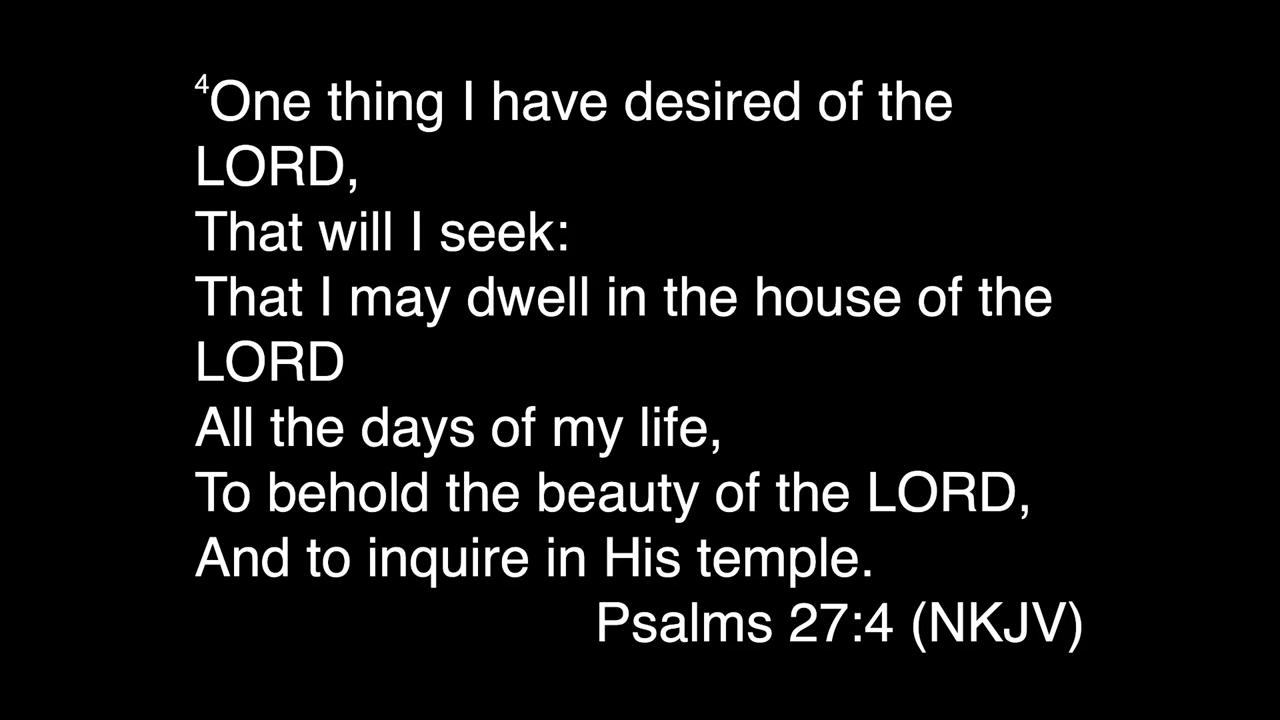 4One thing I have desired of the
LORD,
That will I seek:
That I may dwell in the house of the
LORD
All the days of my life,
To behold the beauty of the LORD,
And to inquire in His temple.
Psalms 27:4 (NKJV)